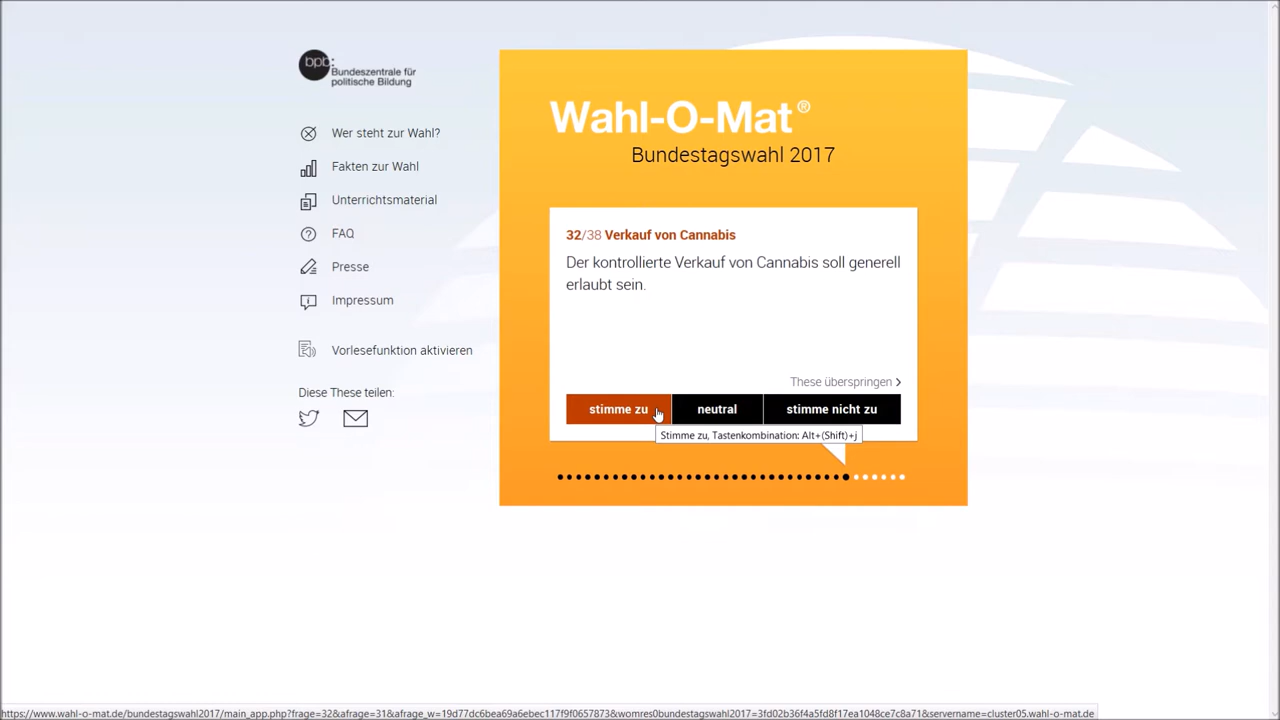 bpb:
Bundeszentrale für
politische Bildung
Wer steht zur Wahl?
Fakten zur Wahl
Unterrichtsmaterial
FAQ
Presse
Impressum
Vorlesefunktion aktivieren
Diese These teilen:
Wahl-O-Mat®
Bundestagswahl 2017
32/38 Verkauf von Cannabis
Der kontrollierte Verkauf von Cannabis soll generell
erlaubt sein.
These überspringen
stimme zu neutral stimme nicht zu
Stimme zu, Tastenkombination: Alt+(Shift)+j
https://www.wahl-o-mat.de/bundestagswahl2017/main_app.php?frage=32&afrage=31&afrage_w=19d77dc6bea69a6ebec117f9f0657873&womres0bundestagswahl2017=3fd02b36f4a5fd8f17ea1048ce7c8a71&servername=cluster05.wahl-o-mat.de